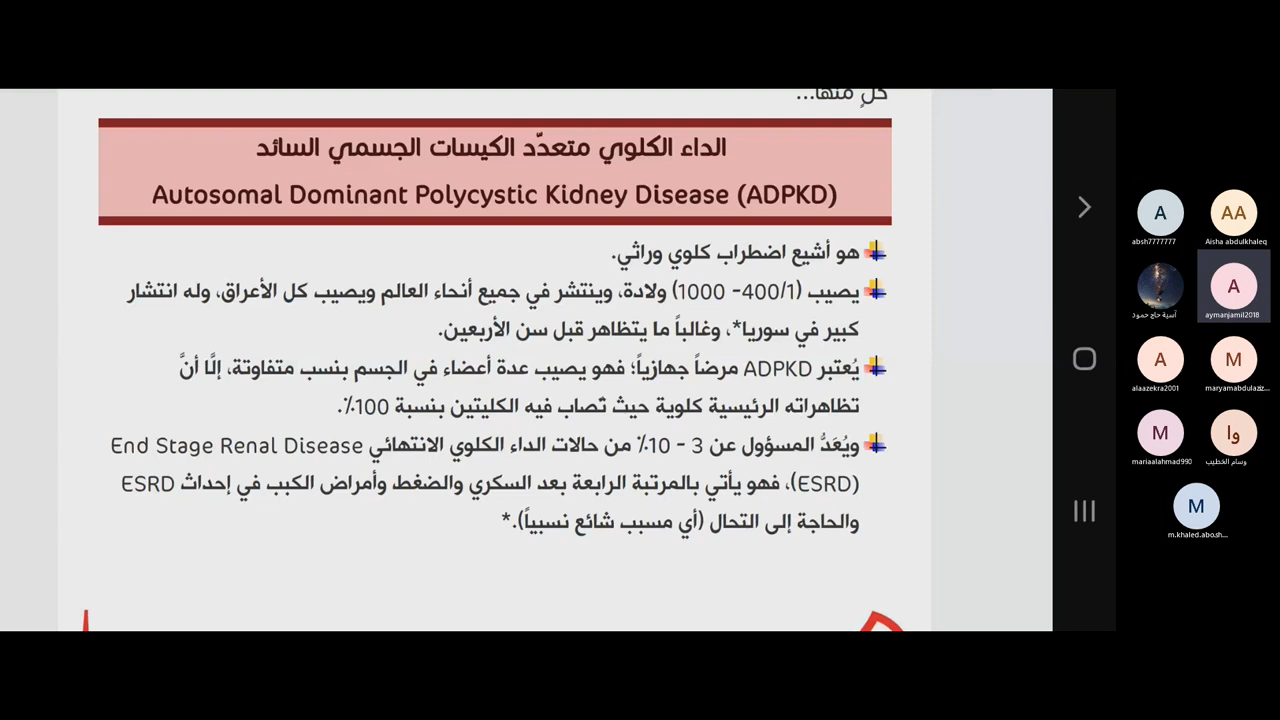 كلٍ منها...
الداء الكلوي متعدّد الكيسات الجسمي السائد
Autosomal Dominant Polycystic Kidney Disease (ADPKD)
هو أشيع اضطراب كلوي وراثي.
يصيب (400/1- 1000) ولادة، وينتشر في جميع أنحاء العالم ويصيب كل الأعراق، وله انتشار
كبير في سوريا*، وغالباً ما يتظاهر قبل سن الأربعين.
يُعتبر ADPKD مرضاً جهازياً؛ فهو يصيب عدة أعضاء في الجسم بنسب متفاوتة، إلَّا أنَّ
تظاهراته الرئيسية كلوية حيث تُصاب فيه الكليتين بنسبة 100٪.
ويُعَدُّ المسؤول عن 3 - 10٪ من حالات الداء الكلوي الانتهائي End Stage Renal Disease
(ESRD)، فهو يأتي بالمرتبة الرابعة بعد السكري والضغط وأمراض الكبب في إحداث ESRD
والحاجة إلى التحال (أي مسبب شائع نسبياً).*
A
absh7777777
AA
Aisha abdulkhaleq
آسية حاج حمود
A
aymanjamil2018
A
alaazekra2001
M
maryamabdulaziz...
M
mariaalahmad990
وا
وسام الخطيب
M
m.khaled.abo.sh...